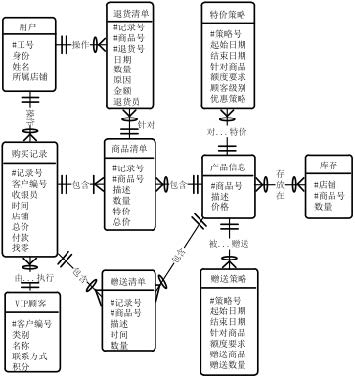 用户
#工号
身份
姓名
所属店铺
操作
退货清单
#记录号
#商品号
#退货号
日期
数量
原因
金额
退货员
特价策略
#策略号
起始日期
结束日期
针对商品
额度要求
顾客级别
优惠策略
针对
对...特价
购买记录
#记录号
客户编号
收银员
时间
店铺
总价
付款
找零
包含
商品清单
#记录号
#商品号
描述
数量
特价
总价
包含
产品信息
#商品号
描述
价格
存放在
库存
#店铺
#商品号
数量
由...执行
包含
包含
被...赠送
VIP顾客
#客户编号
类别
名称
联系方式
积分
赠送清单
#记录号
#商品号
描述
时间
数量
赠送策略
#策略号
起始日期
结束日期
针对商品
额度要求
赠送商品
赠送数量